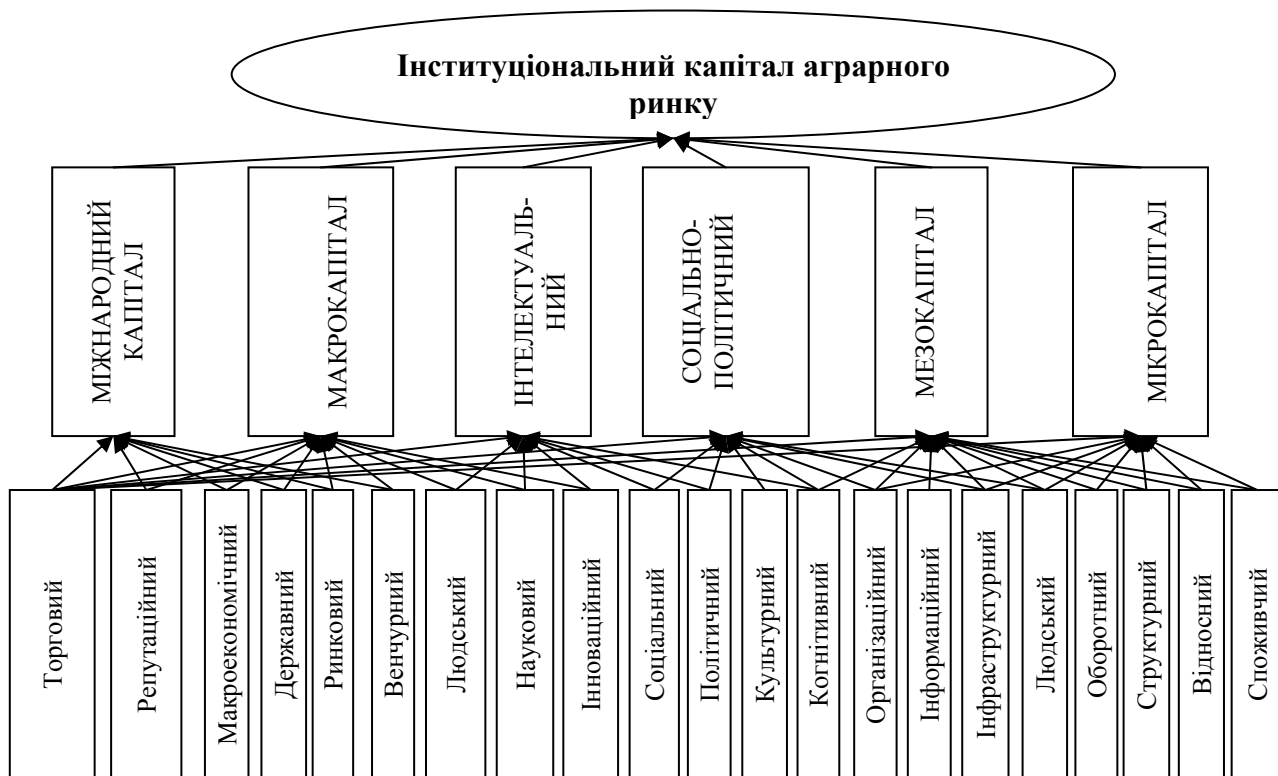 Інституціональний капітал аграрного
ринку
МІЖНАРОДНИЙ
КАПІТАЛ
МАКРОКАПІТАЛ
ІНТЕЛЕКТУАЛЬ-
НИЙ
СОЦІАЛЬНО-
ПОЛІТИЧНИЙ
МЕЗОКАПІТАЛ
МІКРОКАПІТАЛ
Торговий
Репутаційний
Макроекономічний
Державний
Ринковий
Венчурний
Людський
Науковий
Інноваційний
Соціальний
Політичний
Культурний
Когнітивний
Організаційний
Інформаційний
Інфраструктурний
Людський
Оборотний
Структурний
Відносний
Споживчий